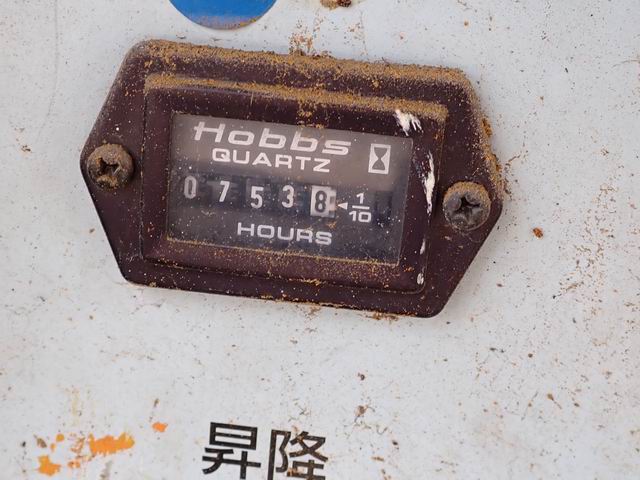 Hobbs
QUARTZ
07538 1/10
HOURS
昇降